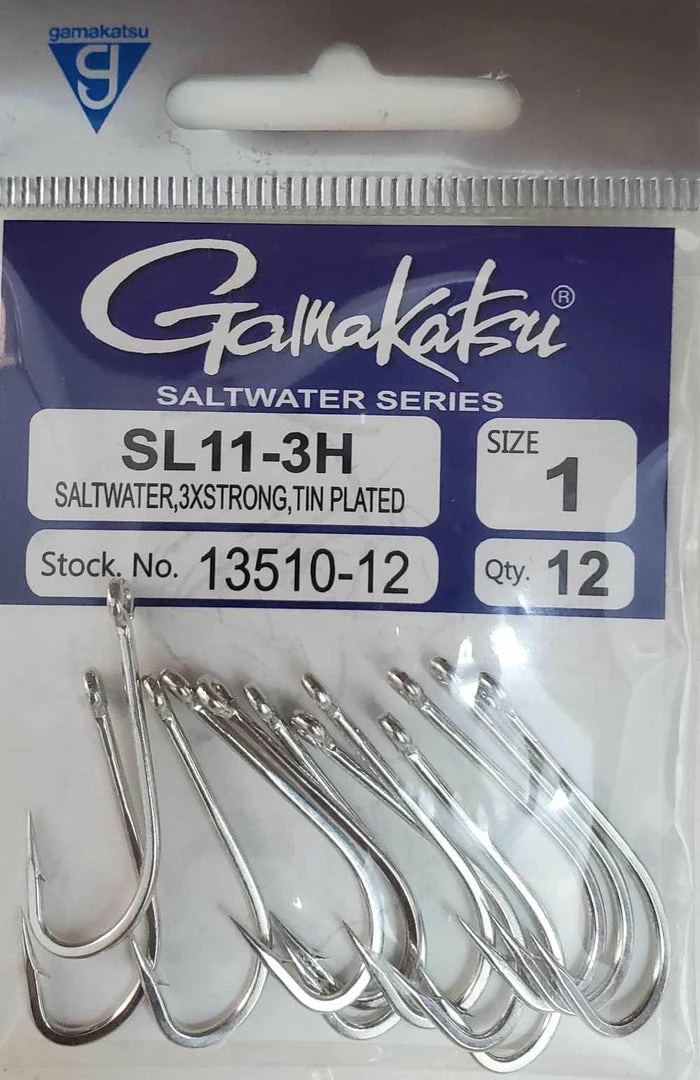 gamakatsu
g
Gamakatsu®
SALTWATER SERIES
SL11-3H
SALTWATER,3XSTRONG,TIN PLATED
SIZE
1
Stock. No. 13510-12
Qty. 12